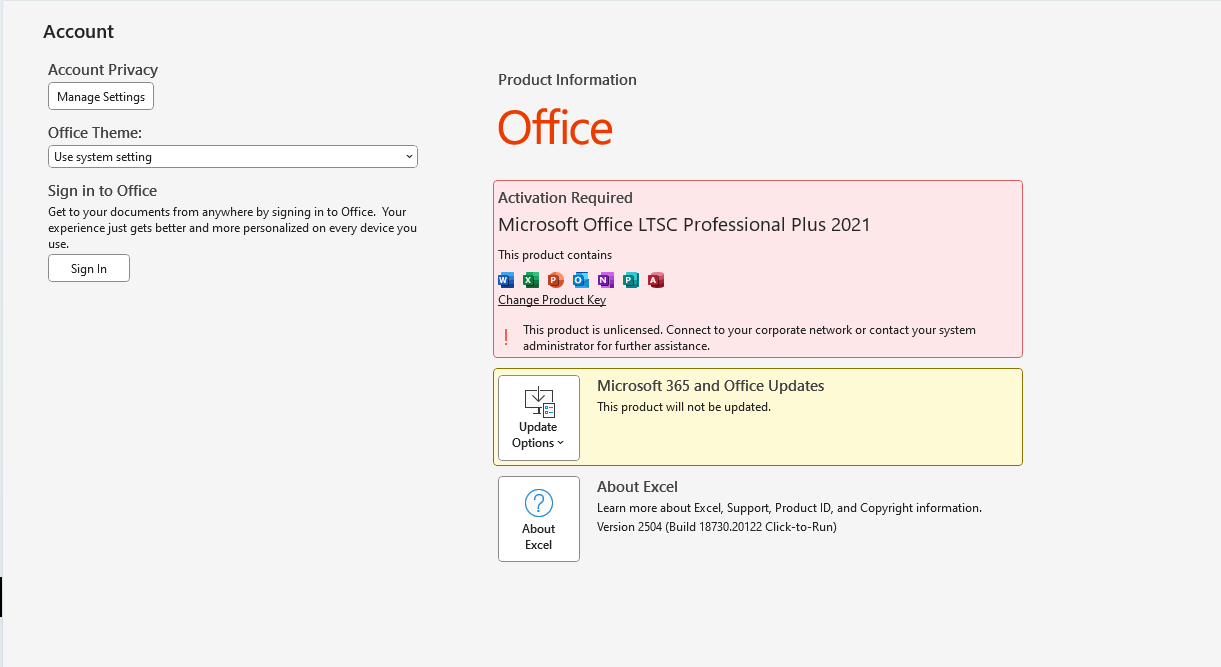 Account
Account Privacy
Manage Settings
Office Theme:
Use system setting
Sign in to Office
Get to your documents from anywhere by signing in to Office.  Your
experience just gets better and more personalized on every device you
use.
Sign In
Product Information
Office
Activation Required
Microsoft Office LTSC Professional Plus 2021
This product contains
W X P O N P A
Change Product Key
This product is unlicensed. Connect to your corporate network or contact your system
administrator for further assistance.
Update
Options
Microsoft 365 and Office Updates
This product will not be updated.
About
Excel
About Excel
Learn more about Excel, Support, Product ID, and Copyright information.
Version 2504 (Build 18730.20122 Click-to-Run)